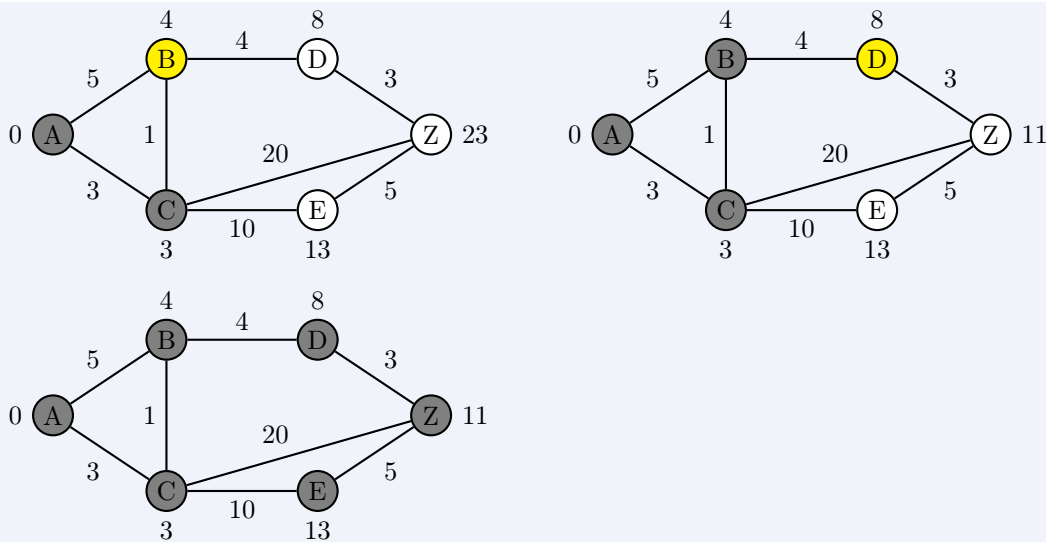 4 8 4 8
4 4
B D B D
5 3 5 3
0 A 1 Z 23 0 A 1 Z 11
20 20
3 5 3 5
C E C E
10 10
3 13 3 13
4 8
4
B D
5 3
0 A 1 Z 11
20
3 5
C E
10
3 13